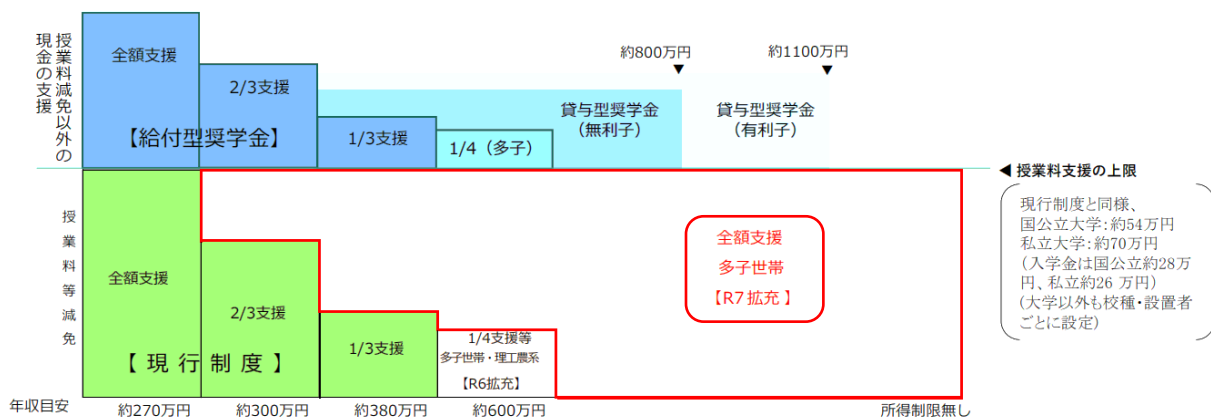 授業料減免以外の
現金の支援
全額支援
2/3支援
【給付型奨学金】
1/3支援
1/4（多子）
貸与型奨学金
（無利子）
貸与型奨学金
（有利子）
約800万円
▼
約1100万円
▼
◀ 授業料支援の上限
現行制度と同様、
国公立大学：約54万円
私立大学：約70万円
（入学金は国公立約28万
円、私立約26 万円）
（大学以外も校種・設置者
ごとに設定）
授業料等減免
全額支援
2/3支援
【 現 行 制 度 】
1/3支援
1/4支援等
多子世帯・理工農系
【R6拡充】
全額支援
多子世帯
【R7 拡充 】
年収目安
約270万円
約300万円
約380万円
約600万円
所得制限無し